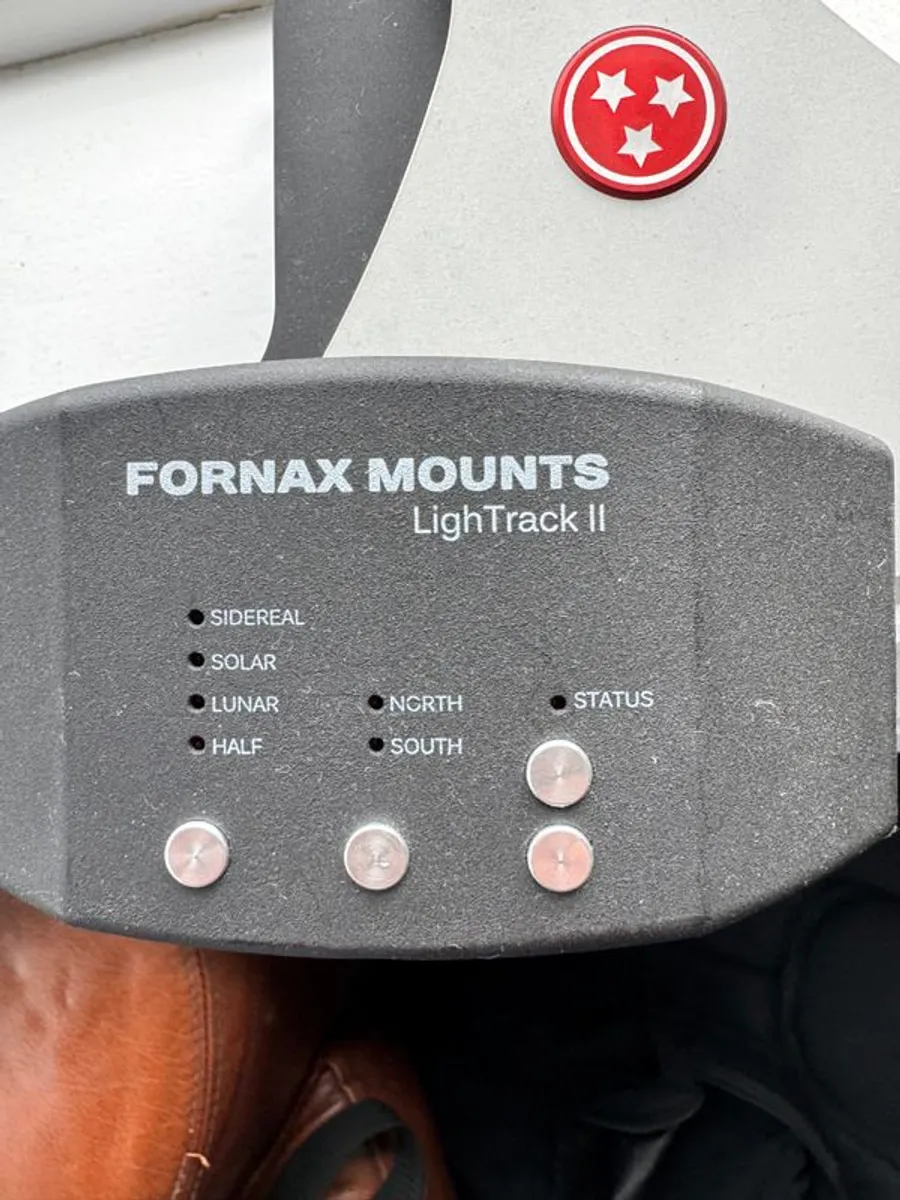 FORNAX MOUNTS
LighTrack II
SIDEREAL
SOLAR
LUNAR
HALF
NORTH
SOUTH
STATUS